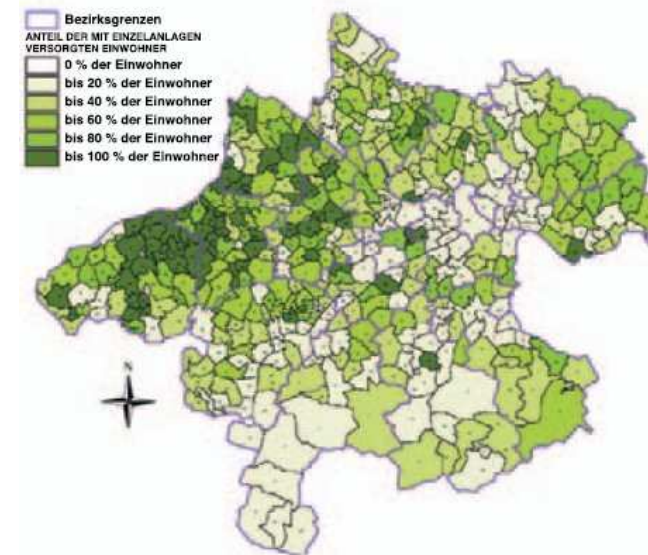 Bezirksgrenzen
ANTEIL DER MIT EINZELANLAGEN
VERSORGTEN EINWOHNER
0 % der Einwohner
bis 20 % der Einwohner
bis 40 % der Einwohner
bis 60 % der Einwohner
bis 80 % der Einwohner
bis 100 % der Einwohner
N